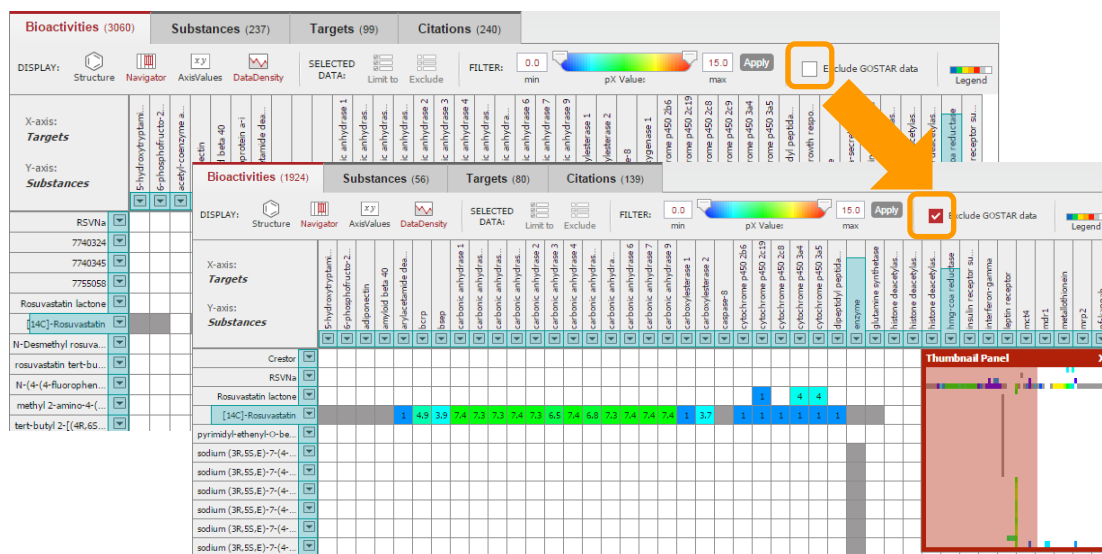 Bioactivities (3060) Substances (237) Targets (99) Citations (240)
DISPLAY: Structure Navigator AxisValues DataDensity SELECTED DATA: Limit to Exclude FILTER: 0.0 min pX Value: 15.0 max Apply Exclude GOSTAR data Legend
X-axis:
Targets
Y-axis:
Substances
5-hydroxytryptami...
6-phosphofructo-2...
acetyl-coenzyme a...
RSVNa
7740324
7740345
7755058
Rosuvastatin lactone
[14C]-Rosuvastatin
N-Desmethyl rosuva...
rosuvastatin tert-bu...
N-(4-(4-fluorophen...
methyl 2-amino-4-(...
tert-butyl 2-[(4R,6S...
Bioactivities (1924) Substances (56) Targets (80) Citations (139)
DISPLAY: Structure Navigator AxisValues DataDensity SELECTED DATA: Limit to Exclude FILTER: 0.0 min pX Value: 15.0 max Apply Exclude GOSTAR data Legend
X-axis:
Targets
Y-axis:
Substances
5-hydroxytryptami...
6-phosphofructo-2...
adiponectin
amyloid beta 40
arylacetamide dea...
bcrp
bsep
carbonic anhydrase 1
carbonic anhydras...
carbonic anhydras...
carbonic anhydras...
carbonic anhydrase 2
carbonic anhydrase 3
carbonic anhydrase 4
carbonic anhydras...
carbonic anhydras...
carbonic anhydra...
carbonic anhydrase 6
carbonic anhydrase 7
carbonic anhydrase 9
carboxylesterase 1
carboxylesterase 2
caspase-8
cytochrome p450 2b6
cytochrome p450 2c19
cytochrome p450 2c8
cytochrome p450 3a4
cytochrome p450 3a5
dipeptidyl peptida...
enzyme
glutamine synthetase
histone deacetylas...
histone deacetylas...
histone deacetylas...
hmg-coa reductase
insulin receptor su...
interferon-gamma
leptin receptor
mct4
mdr1
metallothionein
mrp2
Thumbnail Panel X
Crestor
RSVNa
Rosuvastatin lactone 1 4 4
[14C]-Rosuvastatin 1 4.9 3.9 7.4 7.3 7.3 7.4 7.3 6.5 7.4 6.8 7.3 7.4 7.4 7.4 1 3.7 1 1 1 1 1 1
pyrimidyl-ethenyl-O-be...
sodium (3R,5S,E)-7-(4-...
sodium (3R,5S,E)-7-(4-...
sodium (3R,5S,E)-7-(4-...
sodium (3R,5S,E)-7-(4-...
sodium (3R,5S,E)-7-(4-...
sodium (3R,5S,E)-7-(4-...